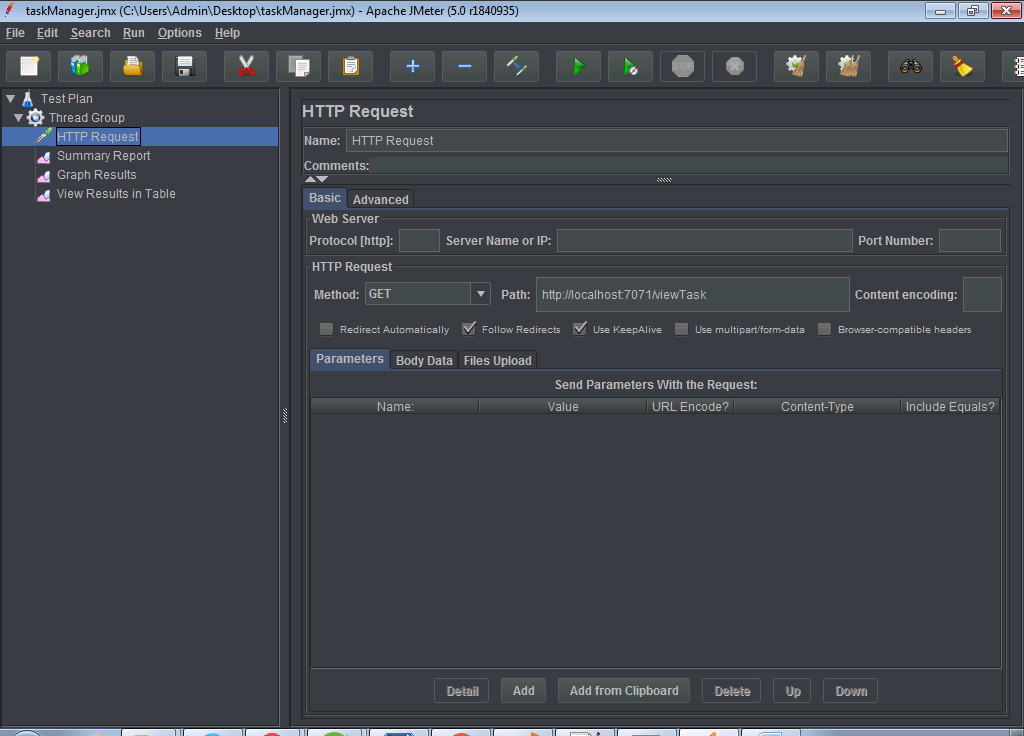 taskManager.jmx (C:\Users\Admin\Desktop\taskManager.jmx) - Apache JMeter (5.0 r1840935)
File Edit Search Run Options Help
STOP
Test Plan
Thread Group
HTTP Request
Summary Report
Graph Results
View Results in Table
HTTP Request
Name: HTTP Request
Comments:
Basic Advanced
Web Server
Protocol [http]: Server Name or IP: Port Number:
HTTP Request
Method: GET Path: http://localhost:7071/viewTask Content encoding:
Redirect Automatically Follow Redirects Use KeepAlive Use multipart/form-data Browser-compatible headers
Parameters Body Data Files Upload
Send Parameters With the Request:
Name: Value URL Encode? Content-Type Include Equals?
Detail Add Add from Clipboard Delete Up Down